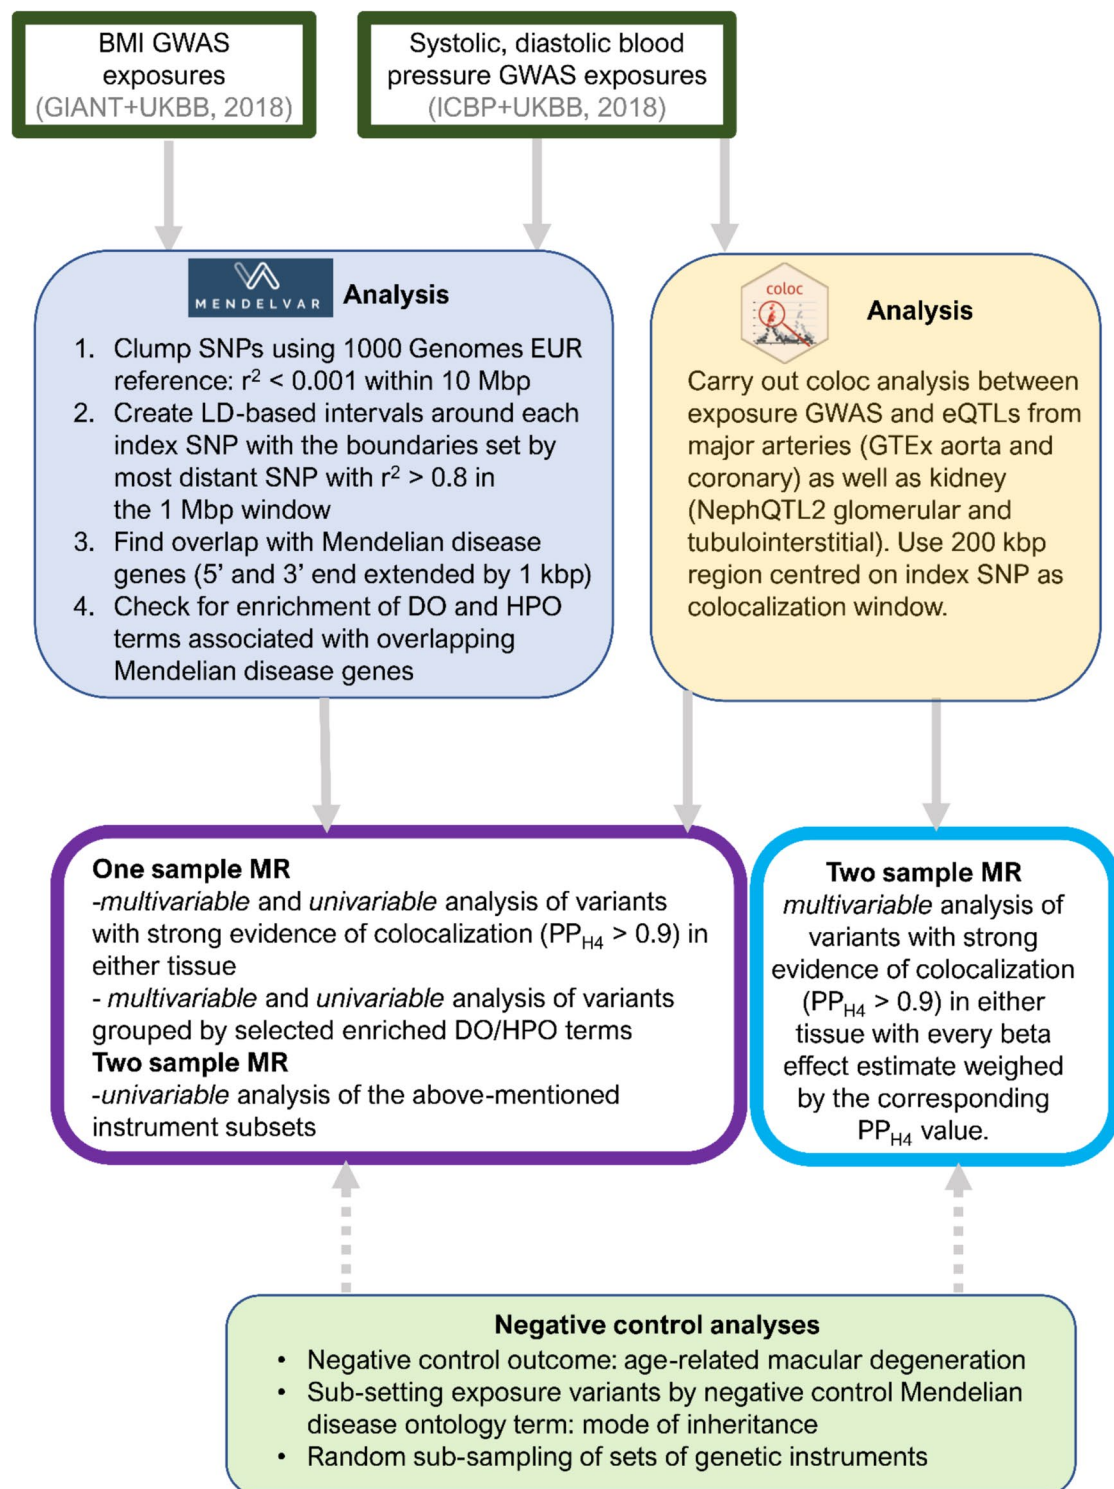 BMI GWAS
exposures
(GIANT+UKBB, 2018)
Systolic, diastolic blood
pressure GWAS exposures
(ICBP+UKBB, 2018)
MENDELVAR
Analysis
1. Clump SNPs using 1000 Genomes EUR
reference: r² < 0.001 within 10 Mbp
2. Create LD-based intervals around each
index SNP with the boundaries set by
most distant SNP with r² > 0.8 in
the 1 Mbp window
3. Find overlap with Mendelian disease
genes (5’ and 3’ end extended by 1 kbp)
4. Check for enrichment of DO and HPO
terms associated with overlapping
Mendelian disease genes
coloc
Analysis
Carry out coloc analysis between
exposure GWAS and eQTLs from
major arteries (GTEx aorta and
coronary) as well as kidney
(NephQTL2 glomerular and
tubulointerstitial). Use 200 kbp
region centred on index SNP as
colocalization window.
One sample MR
-multivariable and univariable analysis of variants
with strong evidence of colocalization (PP_H4 > 0.9) in
either tissue
- multivariable and univariable analysis of variants
grouped by selected enriched DO/HPO terms
Two sample MR
-univariable analysis of the above-mentioned
instrument subsets
Two sample MR
multivariable analysis of
variants with strong
evidence of colocalization
(PP_H4 > 0.9) in either
tissue with every beta
effect estimate weighed
by the corresponding
PP_H4 value.
Negative control analyses
• Negative control outcome: age-related macular degeneration
• Sub-setting exposure variants by negative control Mendelian
disease ontology term: mode of inheritance
• Random sub-sampling of sets of genetic instruments